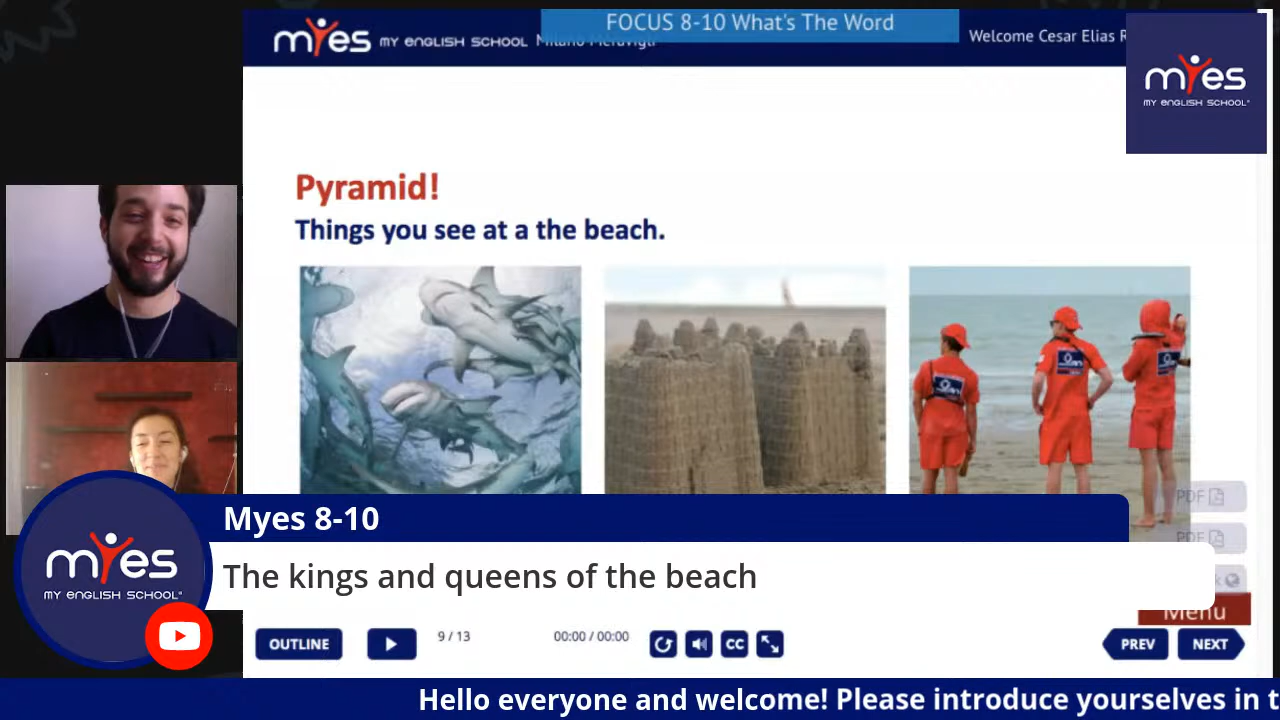 FOCUS 8-10 What's The Word
myes MY ENGLISH SCHOOL Milano Meravigli
Welcome Cesar Elias R
myes
MY ENGLISH SCHOOL
Pyramid!
Things you see at a the beach.
PDF
PDF
Myes 8-10
The kings and queens of the beach
myes
MY ENGLISH SCHOOL
Menu
OUTLINE
9 / 13
00:00 / 00:00
CC
PREV
NEXT
Hello everyone and welcome! Please introduce yourselves in t